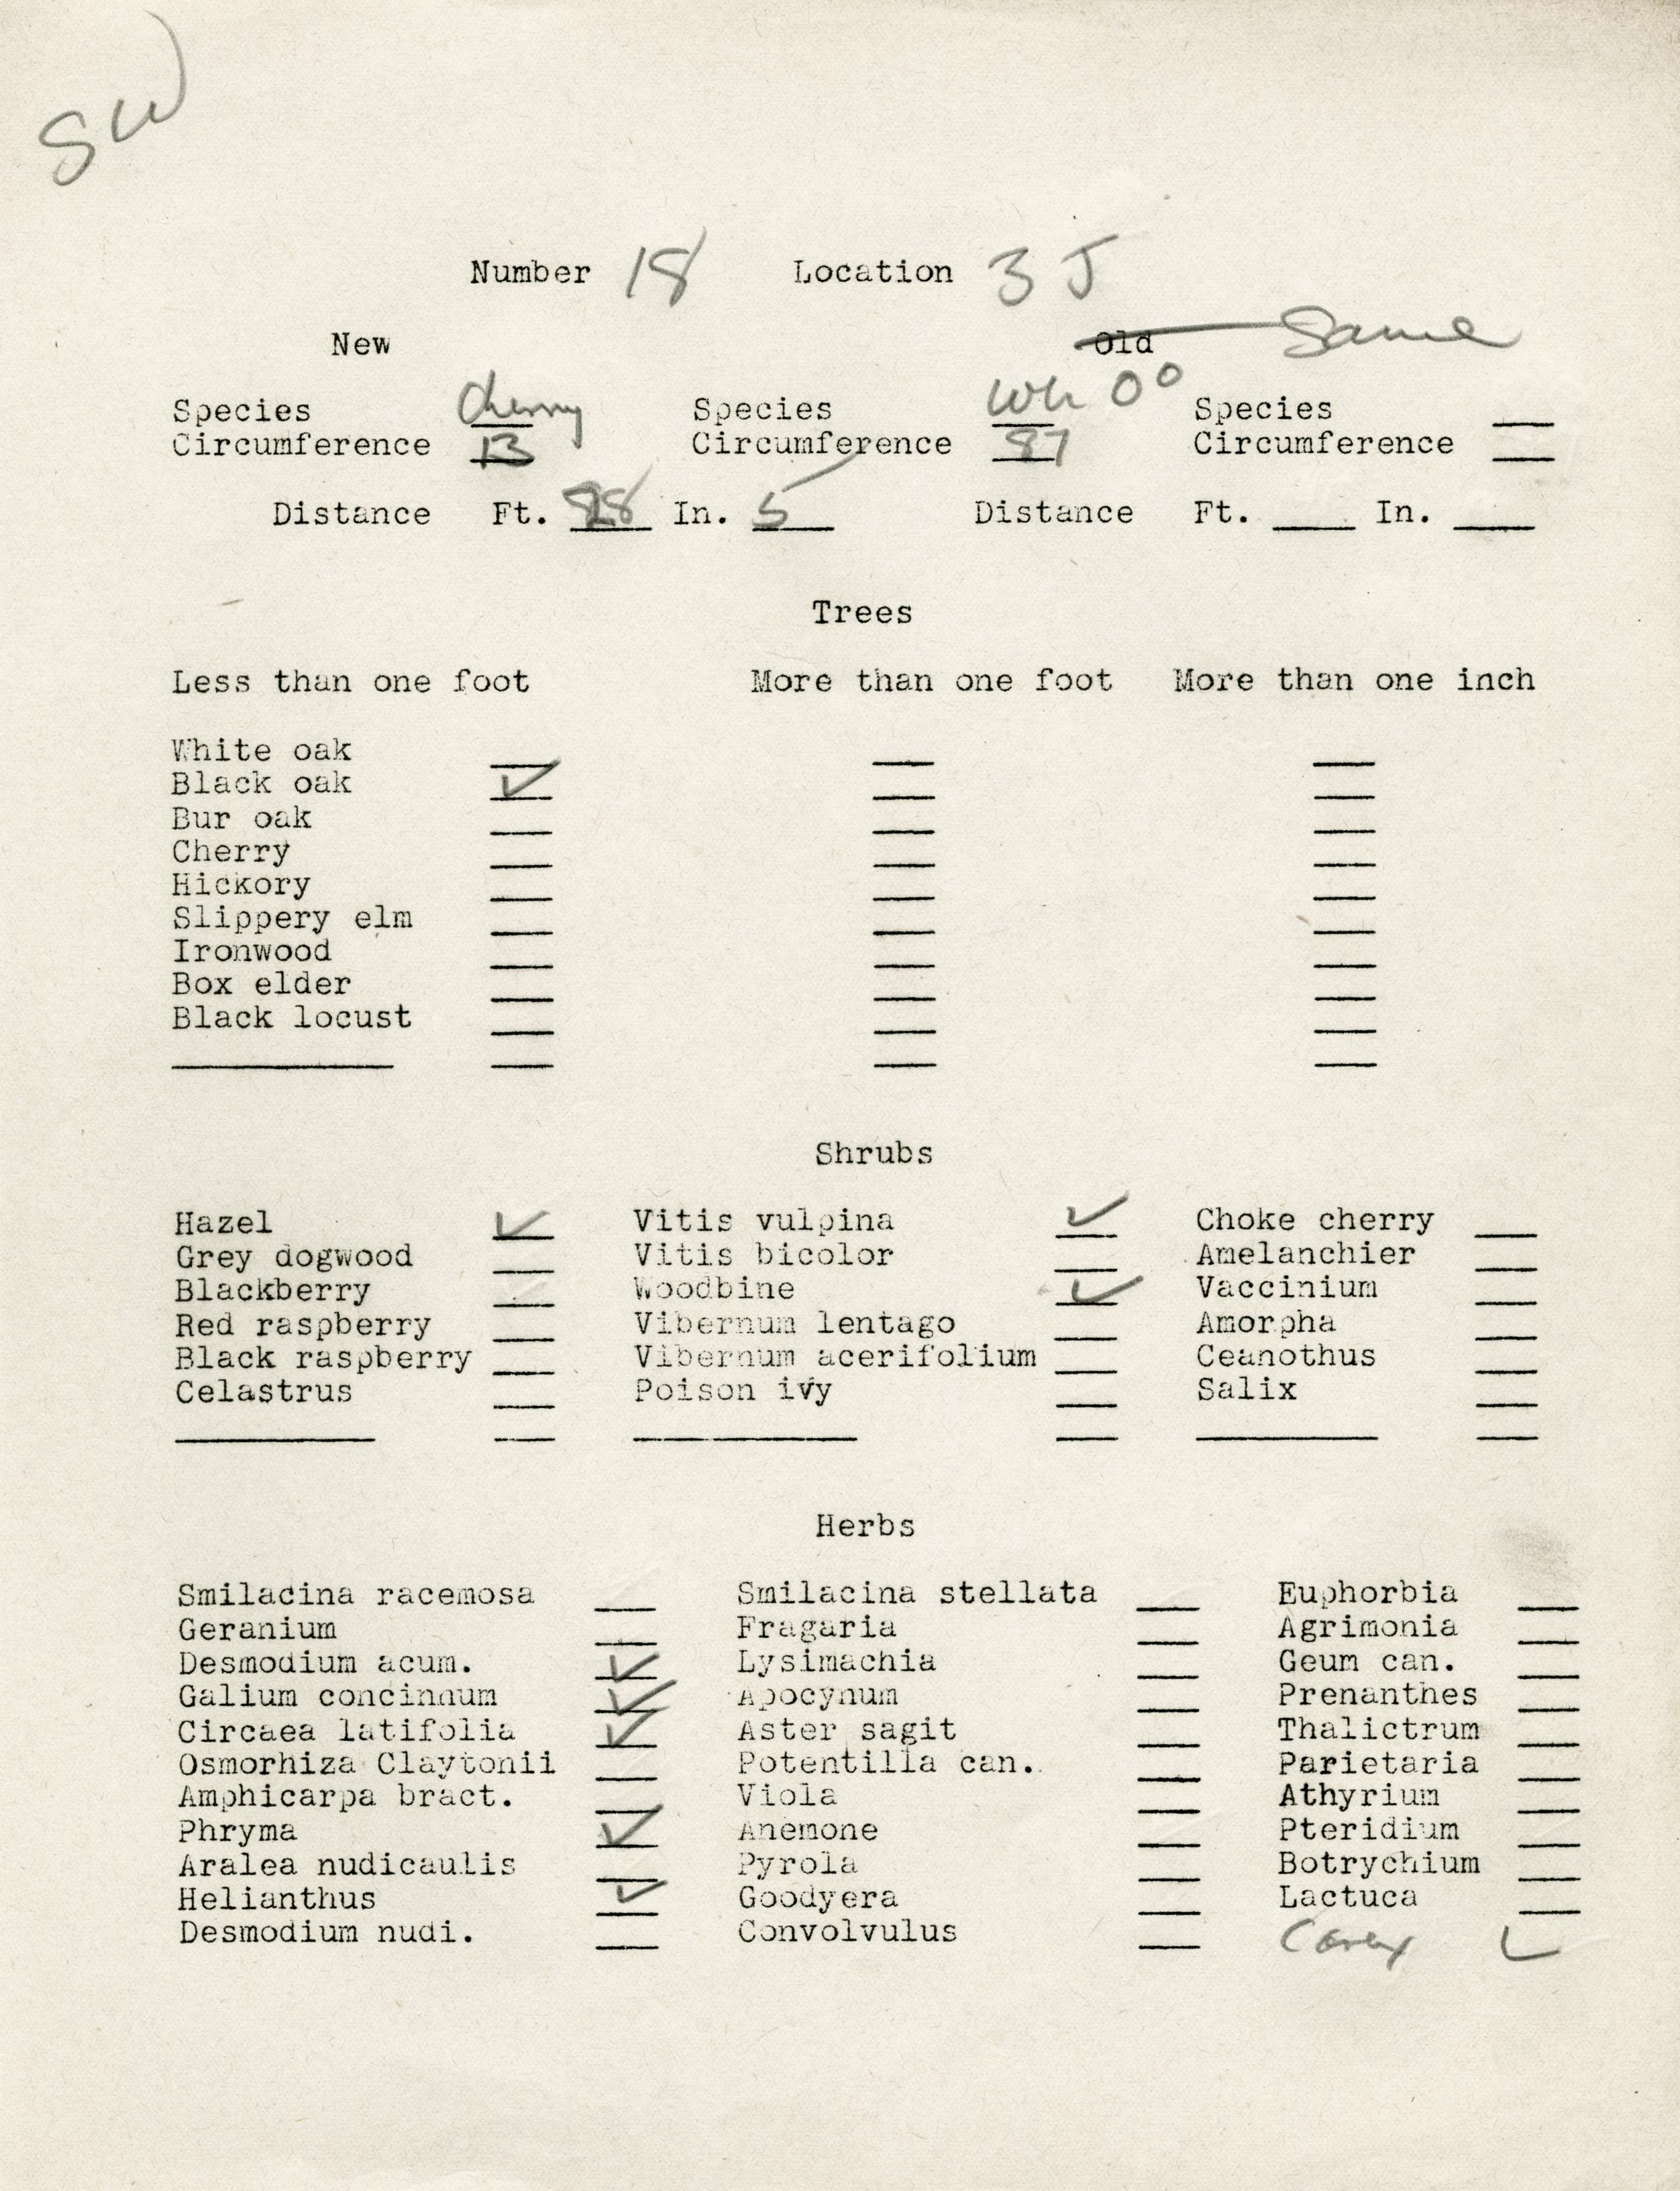 SW
Number 18 Location 3 J
New Old Same
Species Cherry Species Wh O Species
Circumference 13 Circumference 87 Circumference
Distance Ft. 28 In. 5 Distance Ft. ___ In. ___
Trees
Less than one foot More than one foot More than one inch
White oak
Black oak ✓
Bur oak
Cherry
Hickory
Slippery elm
Ironwood
Box elder
Black locust
Shrubs
Hazel ✓ Vitis vulpina ✓ Choke cherry
Grey dogwood Vitis bicolor Amelanchier
Blackberry Woodbine ✓ Vaccinium
Red raspberry Vibernum lentago Amorpha
Black raspberry Vibernum acerifolium Ceanothus
Celastrus Poison ivy Salix
Herbs
Smilacina racemosa Smilacina stellata Euphorbia
Geranium Fragaria Agrimonia
Desmodium acum. ✓ Lysimachia Geum can.
Galium concinnum ✓ Apocynum Prenanthes
Circaea latifolia ✓ Aster sagit Thalictrum
Osmorhiza Claytonii Potentilla can. Parietaria
Amphicarpa bract. Viola Athyrium
Phryma ✓ Anemone Pteridium
Aralea nudicaulis Pyrola Botrychium
Helianthus ✓ Goodyera Lactuca
Desmodium nudi. Convolvulus Carex ✓